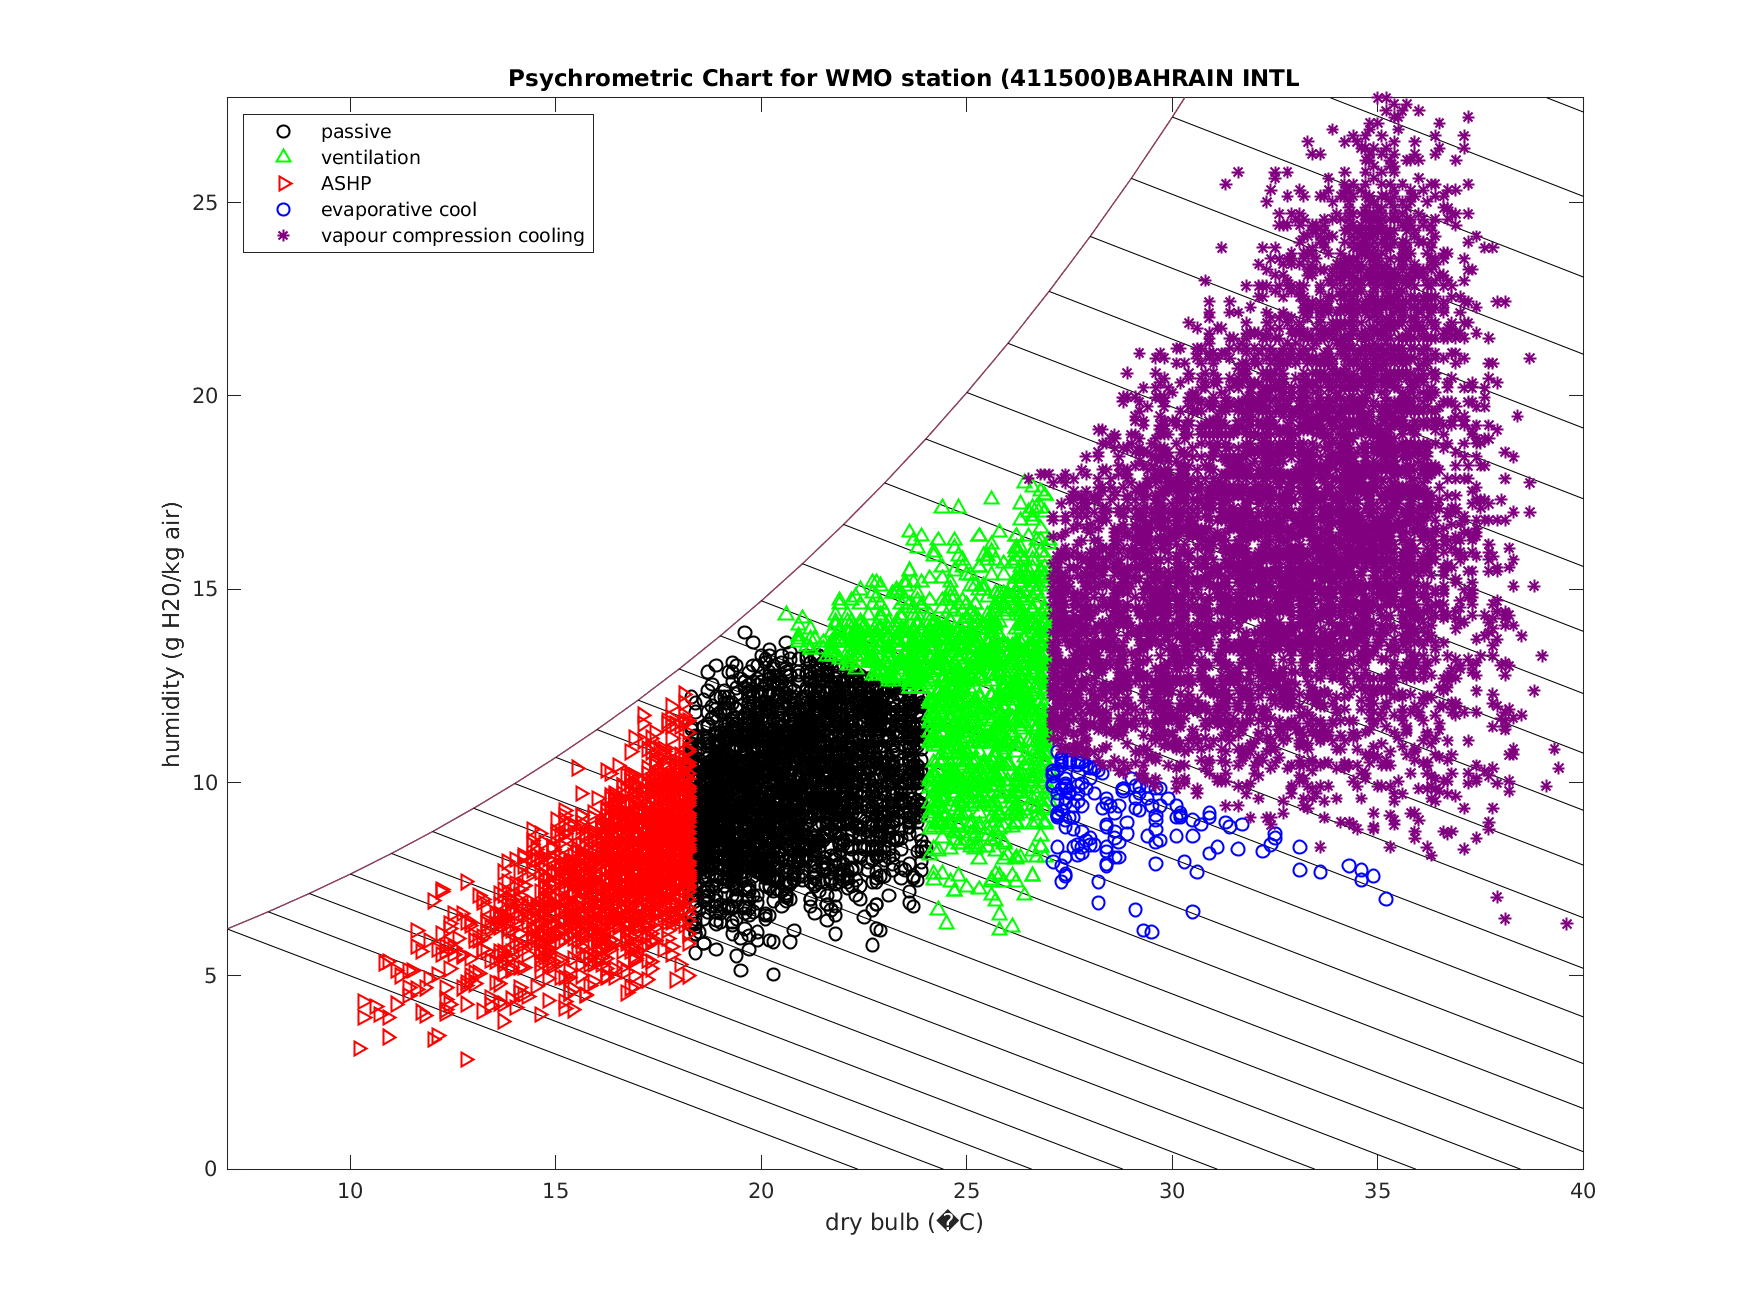 Psychrometric Chart for WMO station (411500)BAHRAIN INTL
passive
ventilation
ASHP
evaporative cool
vapour compression cooling
25
20
15
10
5
0
humidity (g H20/kg air)
10 15 20 25 30 35 40
dry bulb (�C)